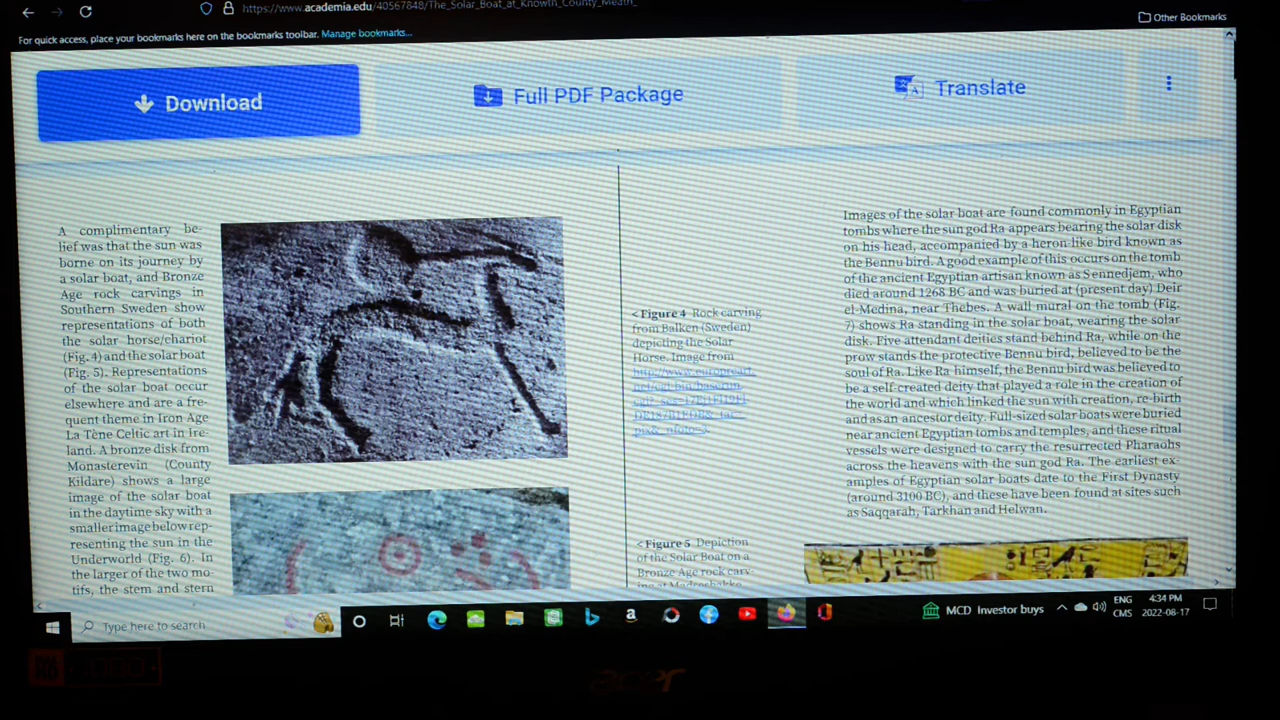 https://www.academia.edu/40567848/The_Solar_Boat_at_Knowth_County_Meath_
Other Bookmarks
For quick access, place your bookmarks here on the bookmarks toolbar. Manage bookmarks...
Download
Full PDF Package
Translate
A complimentary be-
lief was that the sun was
borne on its journey by
a solar boat, and Bronze
Age rock carvings in
Southern Sweden show
representations of both
the solar horse/chariot
(Fig. 4) and the solar boat
(Fig. 5). Representations
of the solar boat occur
elsewhere and are a fre-
quent theme in Iron Age
La Tène Celtic art in Ire-
land. A bronze disk from
Monasterevin (County
Kildare) shows a large
image of the solar boat
in the daytime sky with a
smaller image below rep-
resenting the sun in the
Underworld (Fig. 6). In
the larger of the two mo-
tifs, the stem and stern
< Figure 4 Rock carving
from Balken (Sweden)
depicting the Solar
Horse. Image from
< Figure 5 Depiction
of the Solar Boat on a
Bronze Age rock carv-
Images of the solar boat are found commonly in Egyptian
tombs where the sun god Ra appears bearing the solar disk
on his head, accompanied by a heron-like bird known as
the Bennu bird. A good example of this occurs on the tomb
of the ancient Egyptian artisan known as Sennedjem, who
died around 1268 BC and was buried at (present day) Deir
el-Medina, near Thebes. A wall mural on the tomb (Fig.
7) shows Ra standing in the solar boat, wearing the solar
disk. Five attendant deities stand behind Ra, while on the
prow stands the protective Bennu bird, believed to be the
soul of Ra. Like Ra himself, the Bennu bird was believed to
be a self-created deity that played a role in the creation of
the world and which linked the sun with creation, re-birth
and as an ancestor deity. Full-sized solar boats were buried
near ancient Egyptian tombs and temples, and these ritual
vessels were designed to carry the resurrected Pharaohs
across the heavens with the sun god Ra. The earliest ex-
amples of Egyptian solar boats date to the First Dynasty
(around 3100 BC), and these have been found at sites such
as Saqqarah, Tarkhan and Helwan.
Type here to search
MCD Investor buys
ENG
CMS
4:34 PM
2022-08-17
acer